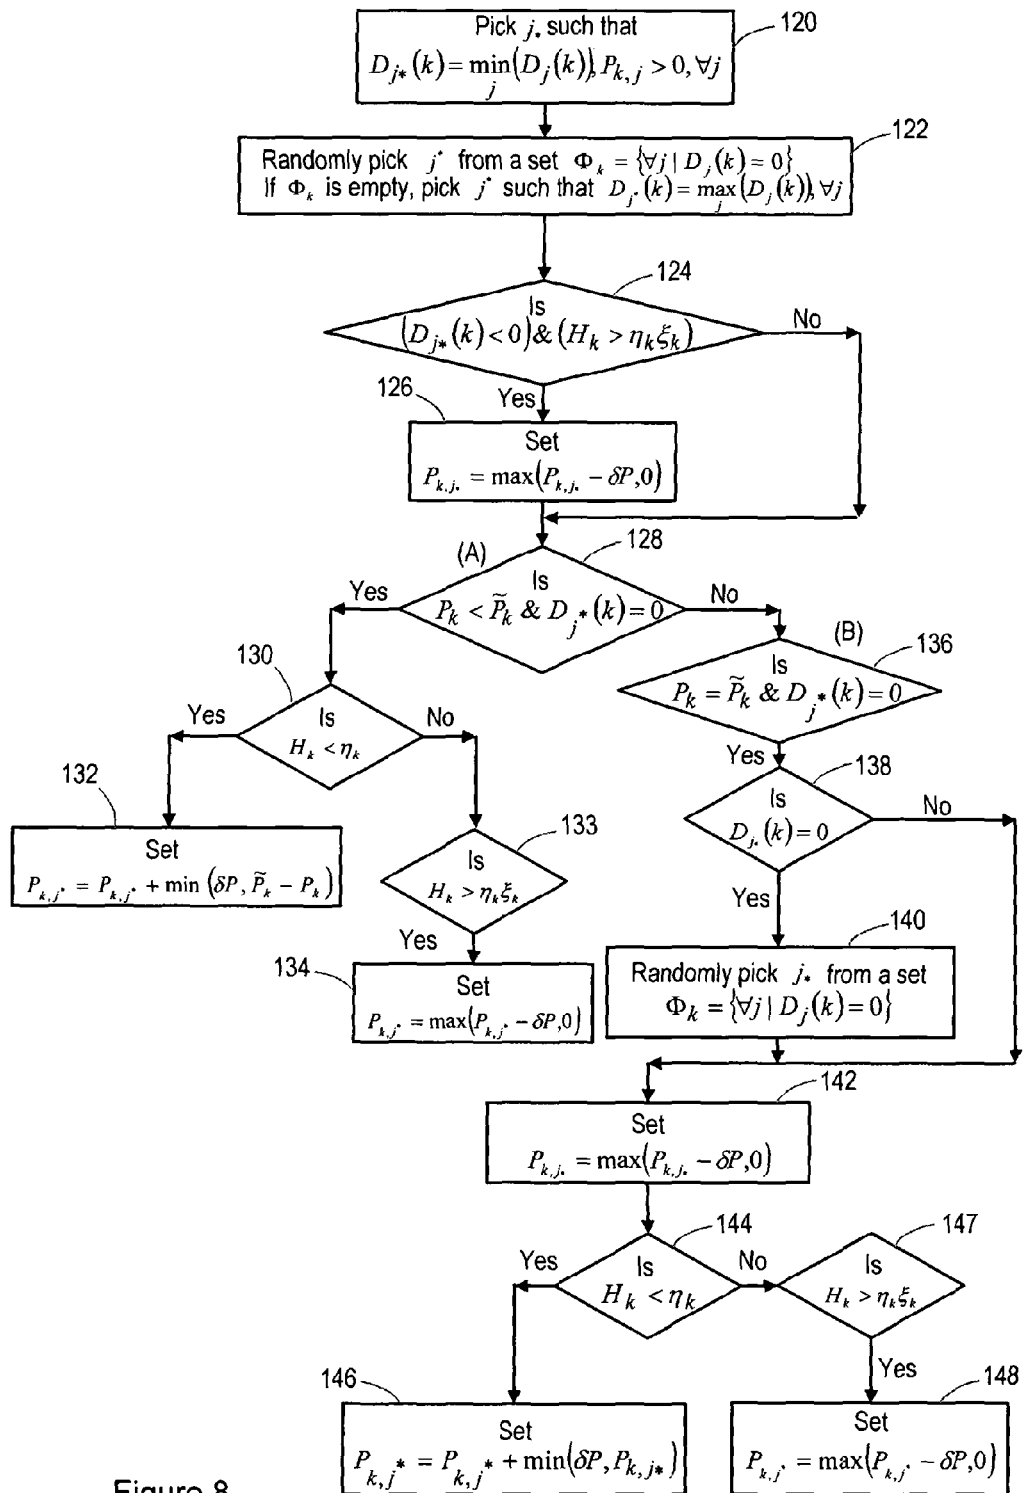 Pick j* such that
D_{j*}(k) = min_j (D_j(k)), P_{k,j} > 0, ∀j
120
122
Randomly pick j* from a set Φ_k = {∀j | D_j(k) = 0}
If Φ_k is empty, pick j* such that D_{j*}(k) = max_j (D_j(k)), ∀j
124
Is
(D_{j*}(k) < 0) & (H_k > η_k ξ_k)
No
126
Yes
Set
P_{k,j*} = max(P_{k,j*} − δP, 0)
(A)
128
Yes
Is
P_k < P̃_k & D_{j*}(k) = 0
No
(B)
136
Is
P_k = P̃_k & D_{j*}(k) = 0
130
Yes
Is
H_k < η_k
No
Yes
138
Is
D_{j*}(k) = 0
No
132
Set
P_{k,j*} = P_{k,j*} + min (δP, P̃_k − P_k)
133
Is
H_k > η_k ξ_k
Yes
Yes
140
134
Set
P_{k,j*} = max(P_{k,j*} − δP, 0)
Randomly pick j* from a set
Φ_k = {∀j | D_j(k) = 0}
142
Set
P_{k,j*} = max(P_{k,j*} − δP, 0)
144
Yes
Is
H_k < η_k
No
147
Is
H_k > η_k ξ_k
Yes
146
Set
P_{k,j*} = P_{k,j*} + min(δP, P_{k,j*})
148
Set
P_{k,j*} = max(P_{k,j*} − δP, 0)
Figure 8